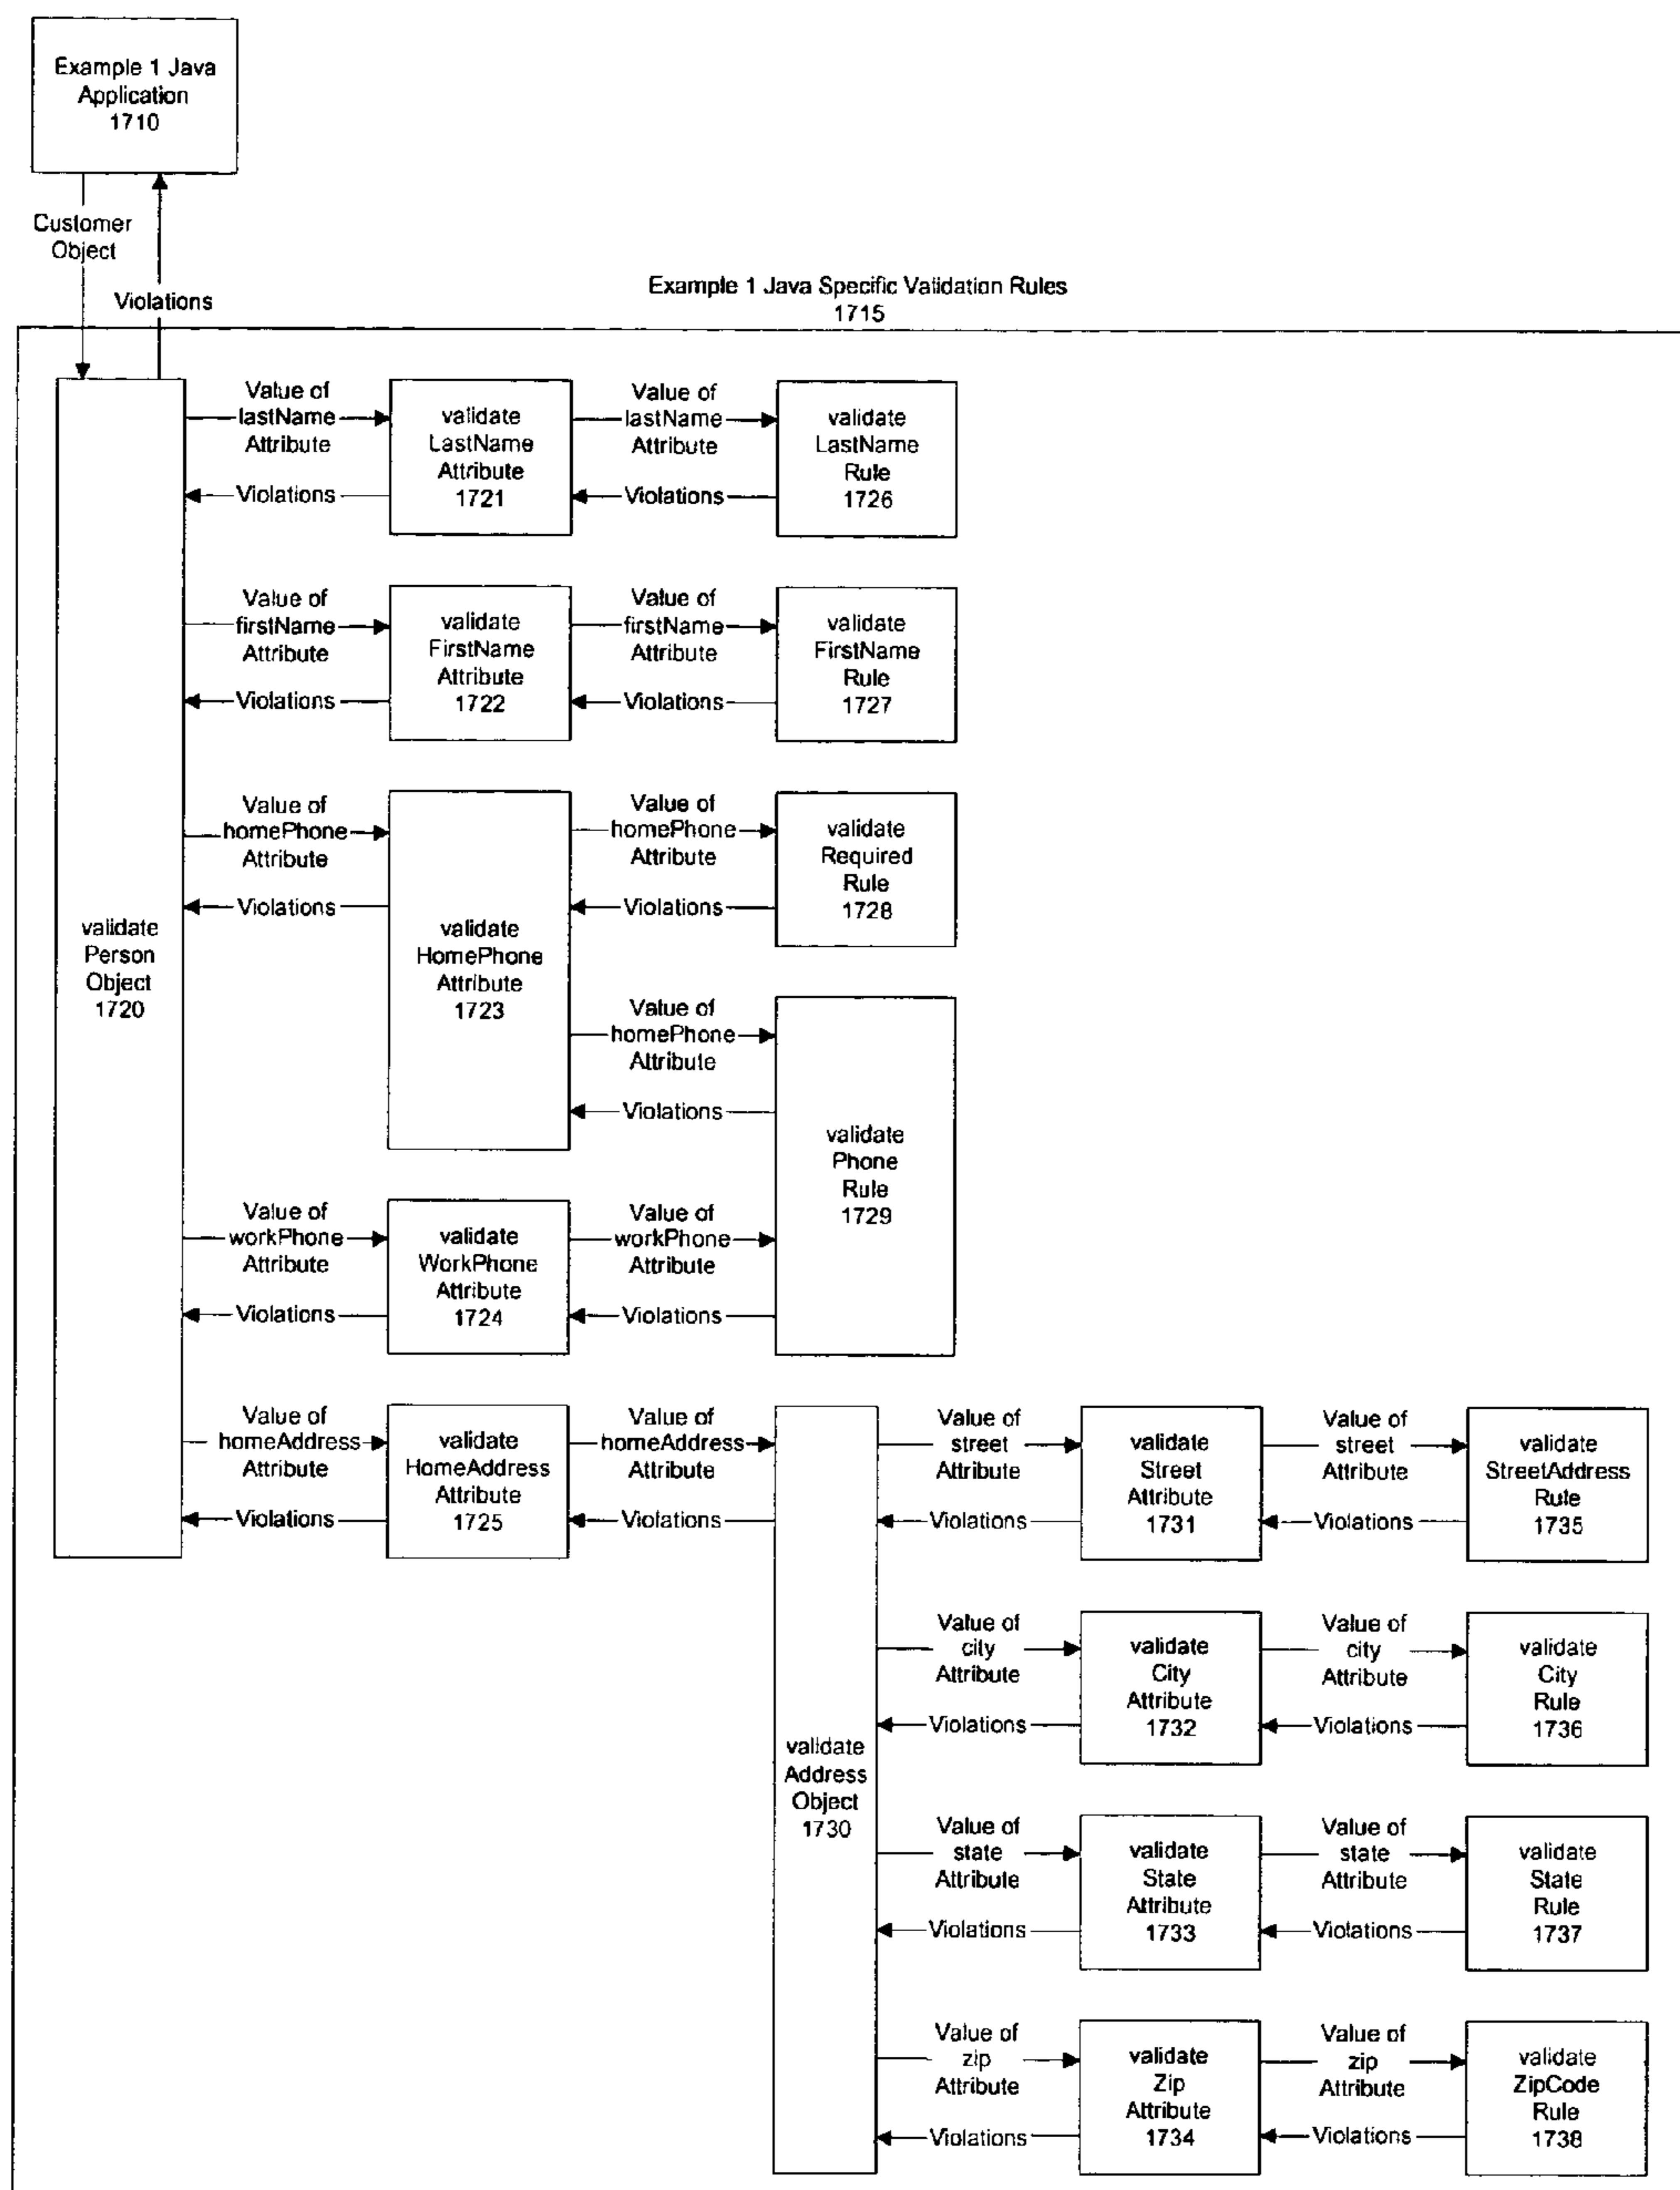 Example 1 Java
Application
1710
Customer
Object
Violations
Example 1 Java Specific Validation Rules
1715
validate
Person
Object
1720
Value of
lastName
Attribute
Violations
validate
LastName
Attribute
1721
Value of
lastName
Attribute
Violations
validate
LastName
Rule
1726
Value of
firstName
Attribute
Violations
validate
FirstName
Attribute
1722
Value of
firstName
Attribute
Violations
validate
FirstName
Rule
1727
Value of
homePhone
Attribute
Violations
validate
HomePhone
Attribute
1723
Value of
homePhone
Attribute
Violations
validate
Required
Rule
1728
Value of
homePhone
Attribute
Violations
validate
Phone
Rule
1729
Value of
workPhone
Attribute
Violations
validate
WorkPhone
Attribute
1724
Value of
workPhone
Attribute
Violations
Value of
homeAddress
Attribute
Violations
validate
HomeAddress
Attribute
1725
Value of
homeAddress
Attribute
Violations
validate
Address
Object
1730
Value of
street
Attribute
Violations
validate
Street
Attribute
1731
Value of
street
Attribute
Violations
validate
StreetAddress
Rule
1735
Value of
city
Attribute
Violations
validate
City
Attribute
1732
Value of
city
Attribute
Violations
validate
City
Rule
1736
Value of
state
Attribute
Violations
validate
State
Attribute
1733
Value of
state
Attribute
Violations
validate
State
Rule
1737
Value of
zip
Attribute
Violations
validate
Zip
Attribute
1734
Value of
zip
Attribute
Violations
validate
ZipCode
Rule
1738